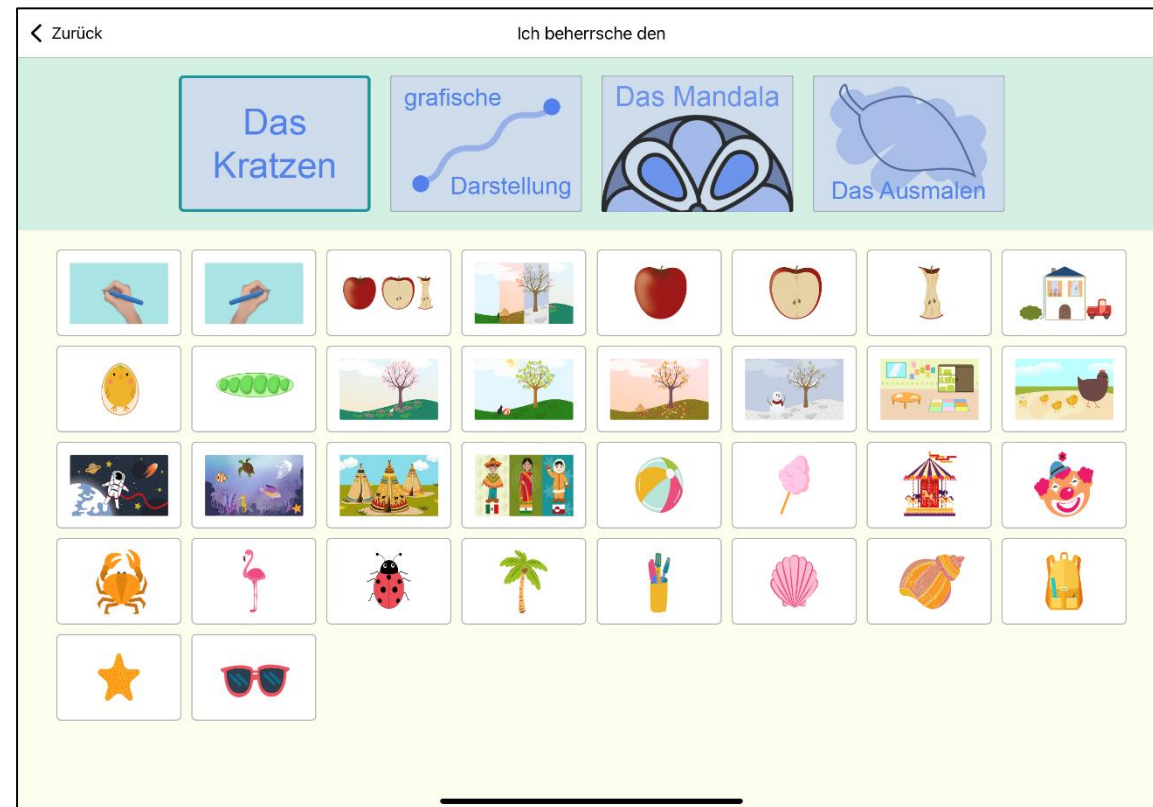 Zurück
Ich beherrsche den
Das
Kratzen
grafische
Darstellung
Das Mandala
Das Ausmalen